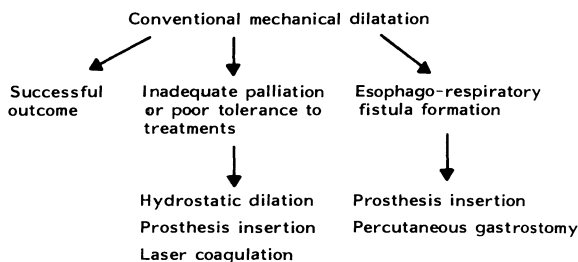 Conventional mechanical dilatation
Successful
outcome
Inadequate palliation
or poor tolerance to
treatments
Esophago-respiratory
fistula formation
Hydrostatic dilation
Prosthesis insertion
Laser coagulation
Prosthesis insertion
Percutaneous gastrostomy